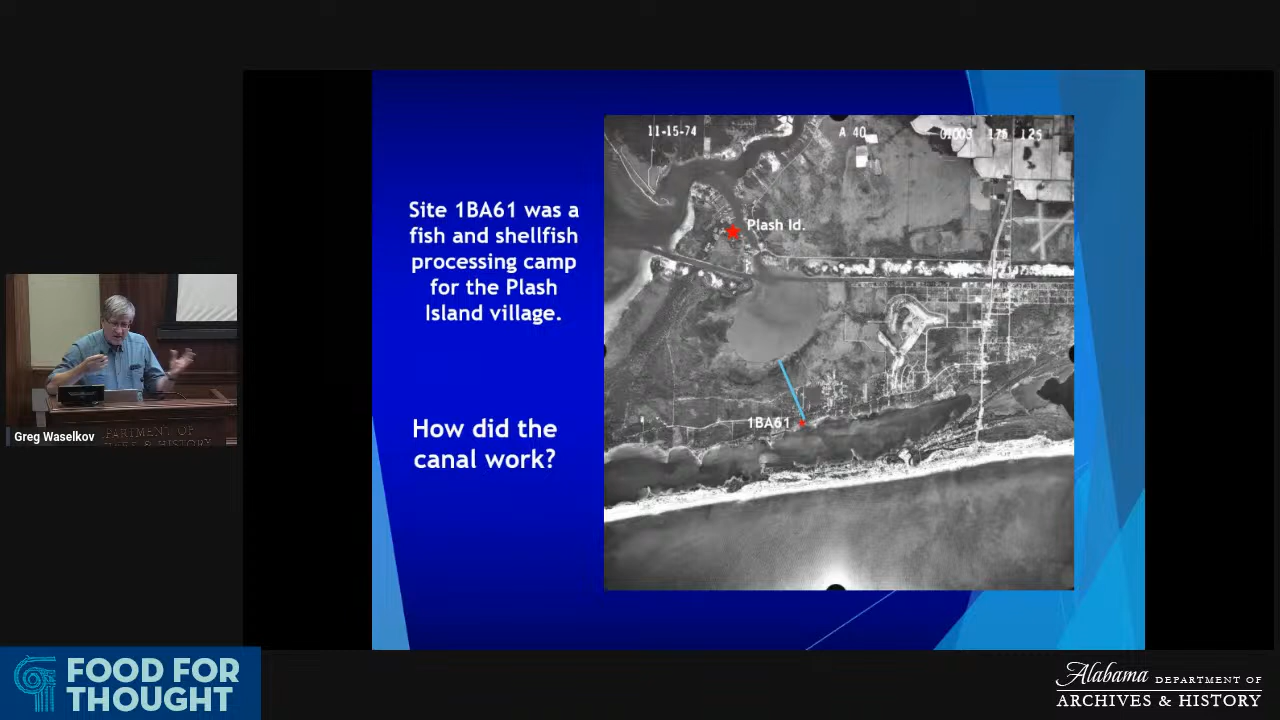 11-15-74
A 40
125
Site 1BA61 was a
fish and shellfish
processing camp
for the Plash
Island village.
Plash Id.
1BA61
How did the
canal work?
Greg Waselkov
FOOD FOR
THOUGHT
Alabama DEPARTMENT OF
ARCHIVES & HISTORY